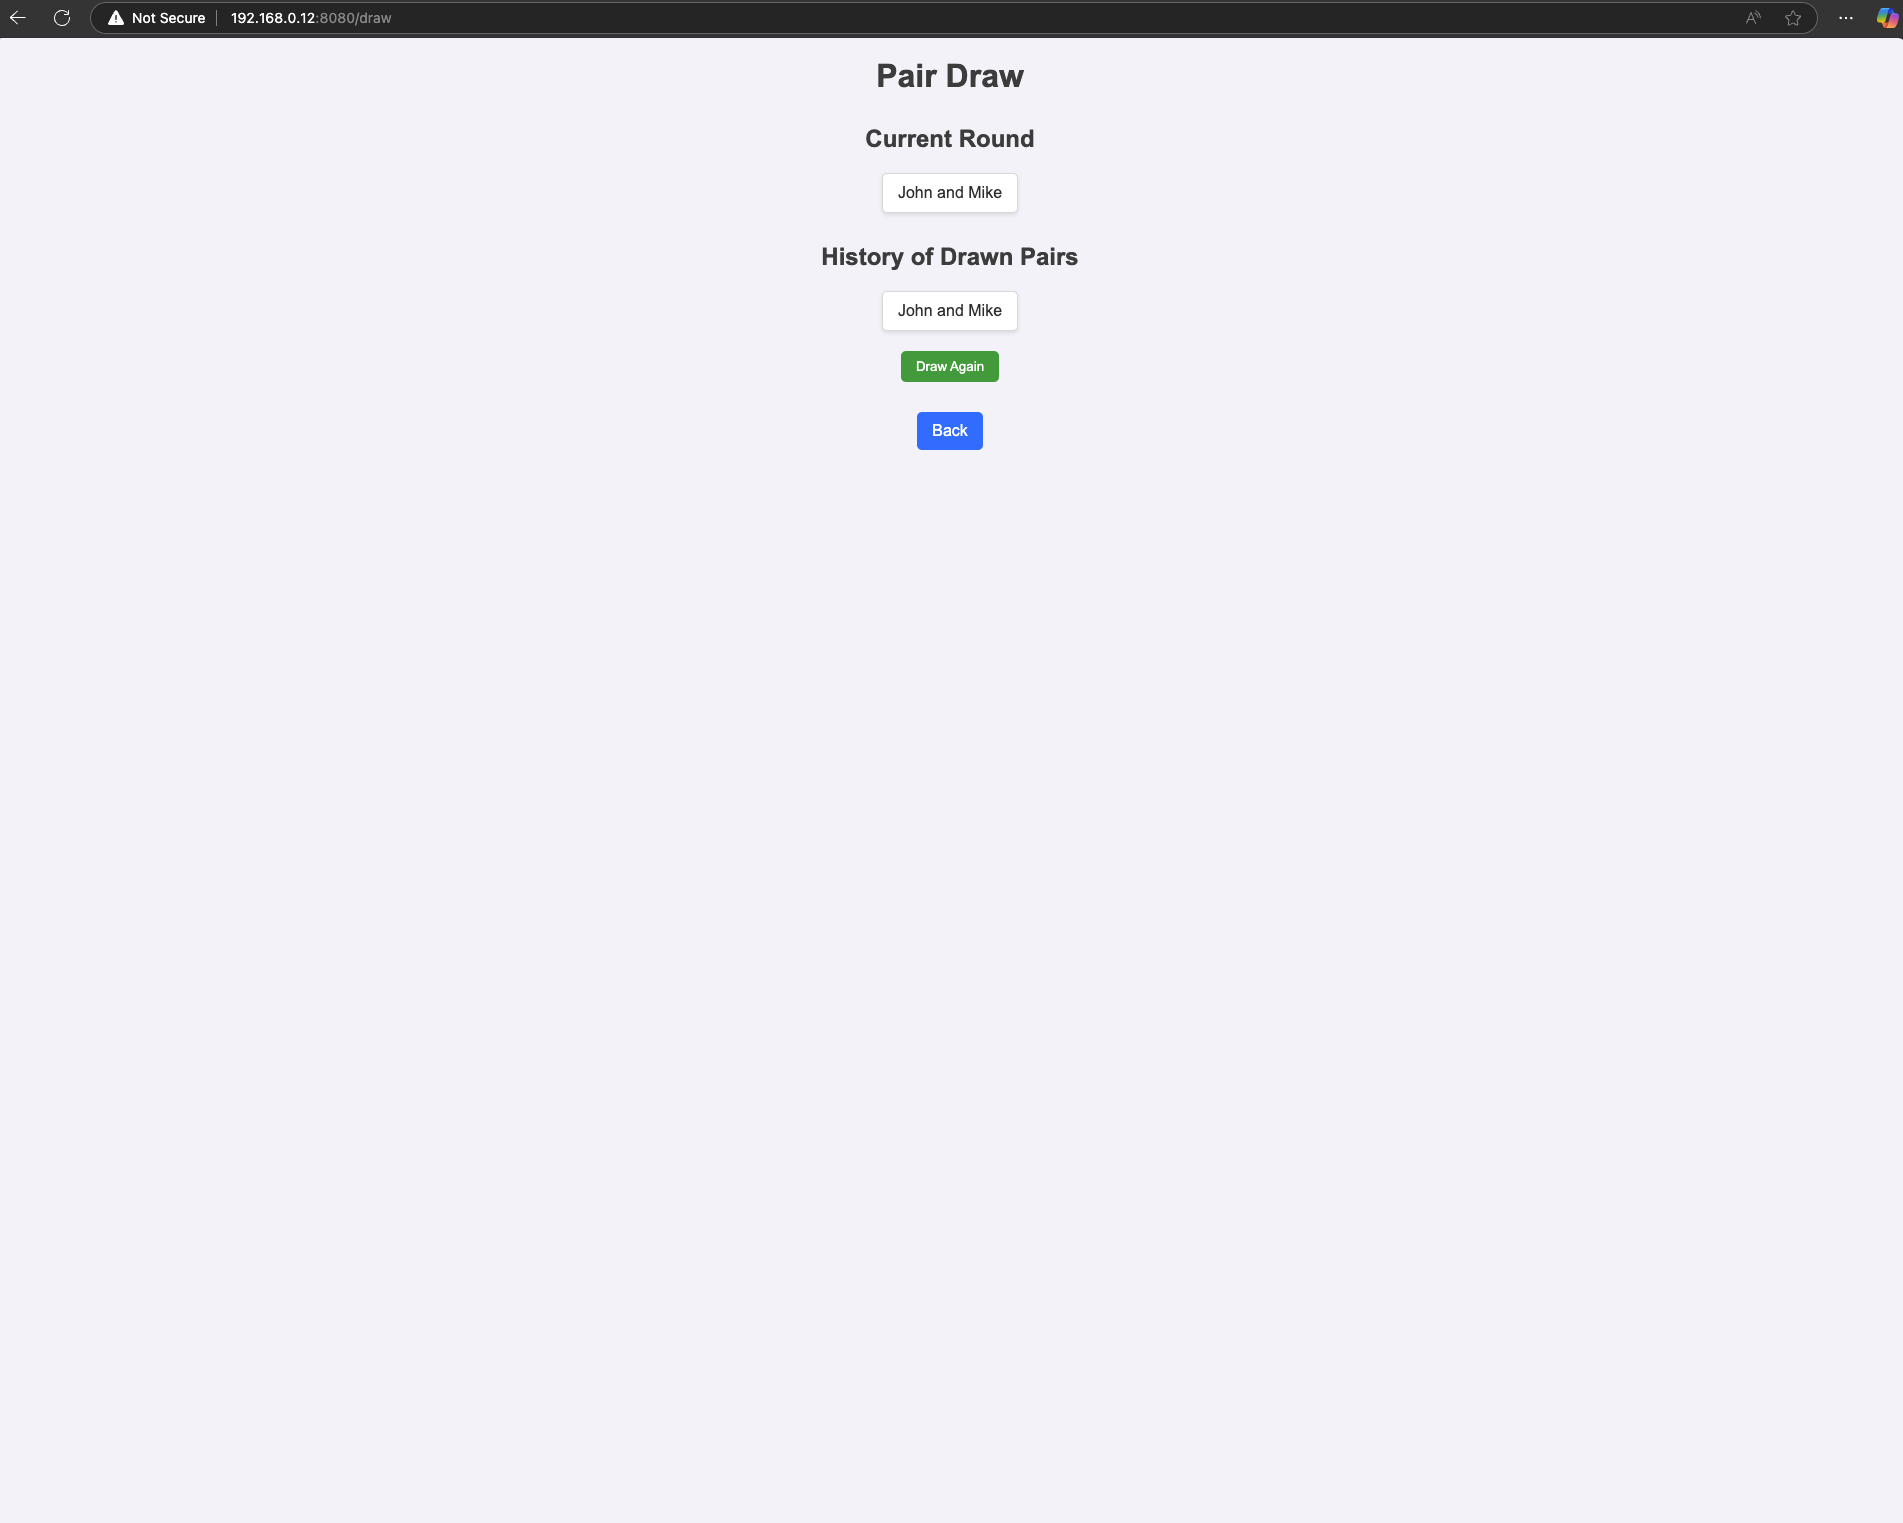 Not Secure 192.168.0.12:8080/draw
Pair Draw
Current Round
John and Mike
History of Drawn Pairs
John and Mike
Draw Again
Back